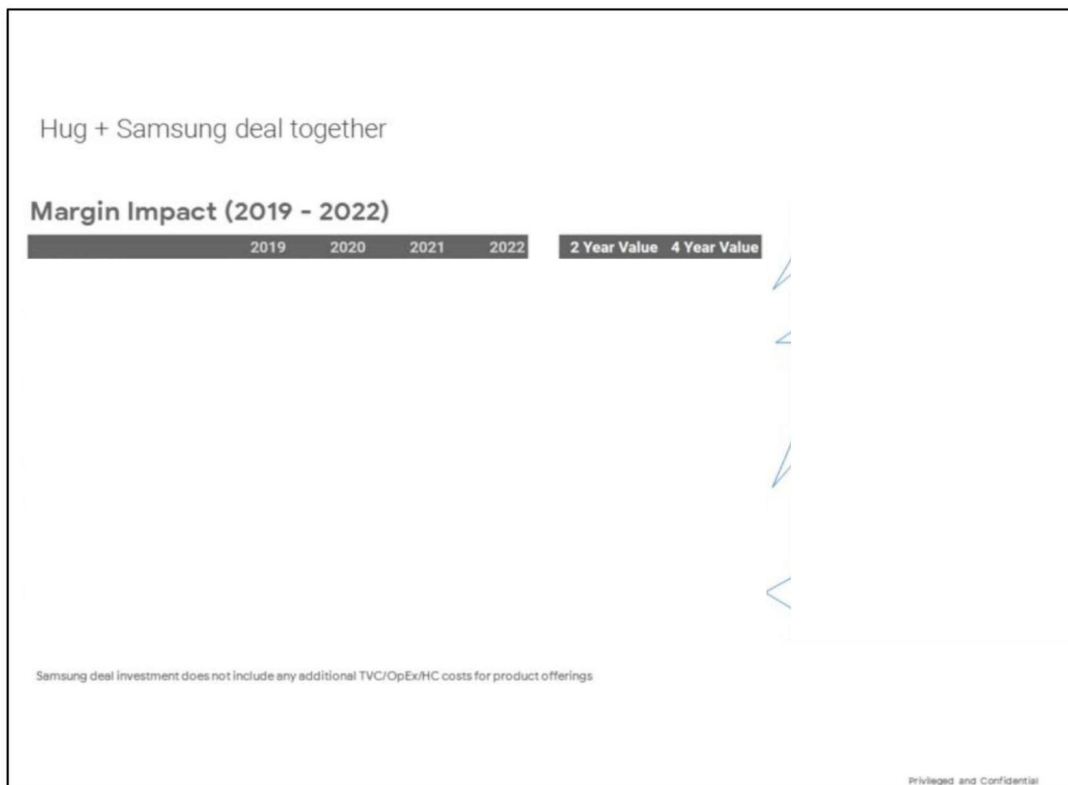 Hug + Samsung deal together
Margin Impact (2019 - 2022)
2019 2020 2021 2022 2 Year Value 4 Year Value
Samsung deal investment does not include any additional TVC/OpEx/HC costs for product offerings
Privileged and Confidential